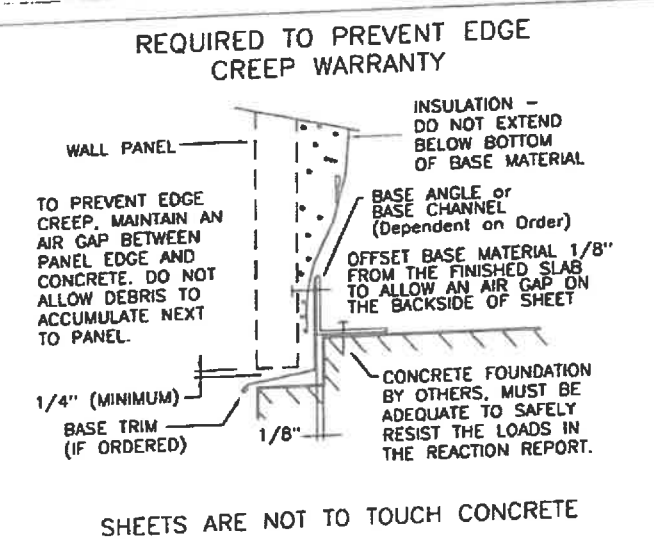 REQUIRED TO PREVENT EDGE
CREEP WARRANTY
INSULATION -
DO NOT EXTEND
BELOW BOTTOM
OF BASE MATERIAL
WALL PANEL
BASE ANGLE or
BASE CHANNEL
(Dependent on Order)
TO PREVENT EDGE
CREEP, MAINTAIN AN
AIR GAP BETWEEN
PANEL EDGE AND
CONCRETE. DO NOT
ALLOW DEBRIS TO
ACCUMULATE NEXT
TO PANEL.
OFFSET BASE MATERIAL 1/8"
FROM THE FINISHED SLAB
TO ALLOW AN AIR GAP ON
THE BACKSIDE OF SHEET
1/4" (MINIMUM)
BASE TRIM
(IF ORDERED)
1/8"
CONCRETE FOUNDATION
BY OTHERS, MUST BE
ADEQUATE TO SAFELY
RESIST THE LOADS IN
THE REACTION REPORT.
SHEETS ARE NOT TO TOUCH CONCRETE